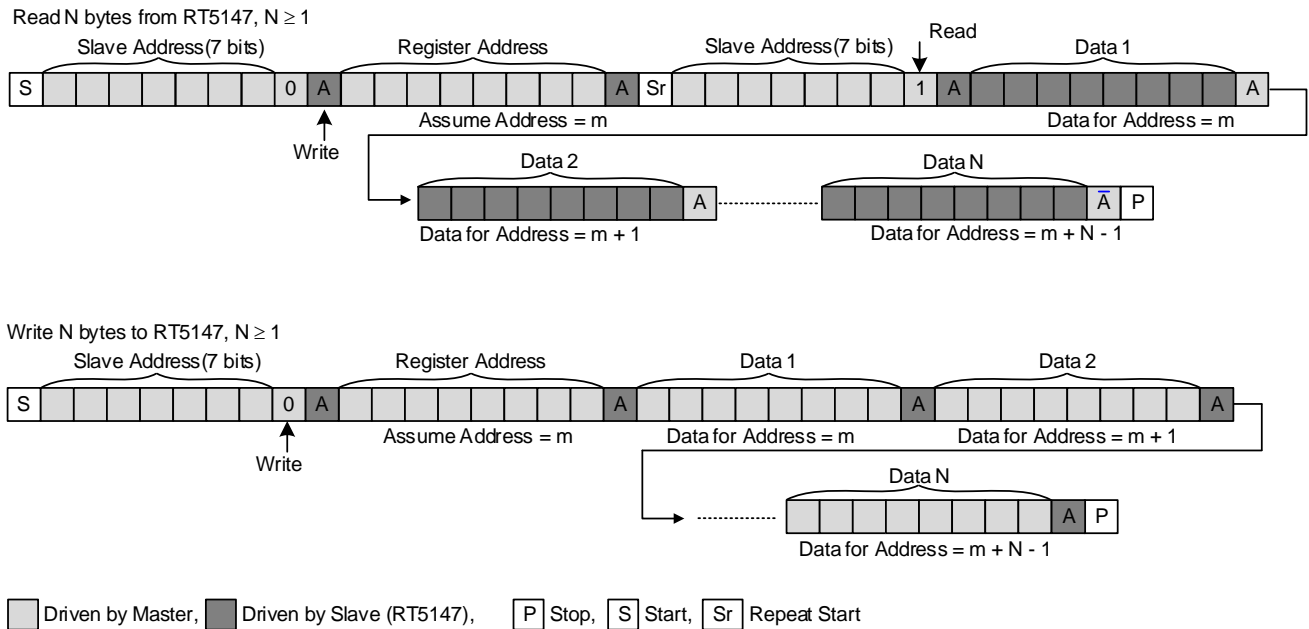 Read N bytes from RT5147, N ≥ 1
Read
Slave Address(7 bits) Register Address Slave Address(7 bits) Data 1
S 0 A A Sr 1 A A
Assume Address = m Data for Address = m
Write
Data 2 Data N
A A̅ P
Data for Address = m + 1 Data for Address = m + N - 1
Write N bytes to RT5147, N ≥ 1
Slave Address(7 bits) Register Address Data 1 Data 2
S 0 A A A A
Assume Address = m Data for Address = m Data for Address = m + 1
Write
Data N
A P
Data for Address = m + N - 1
Driven by Master, Driven by Slave (RT5147), P Stop, S Start, Sr Repeat Start